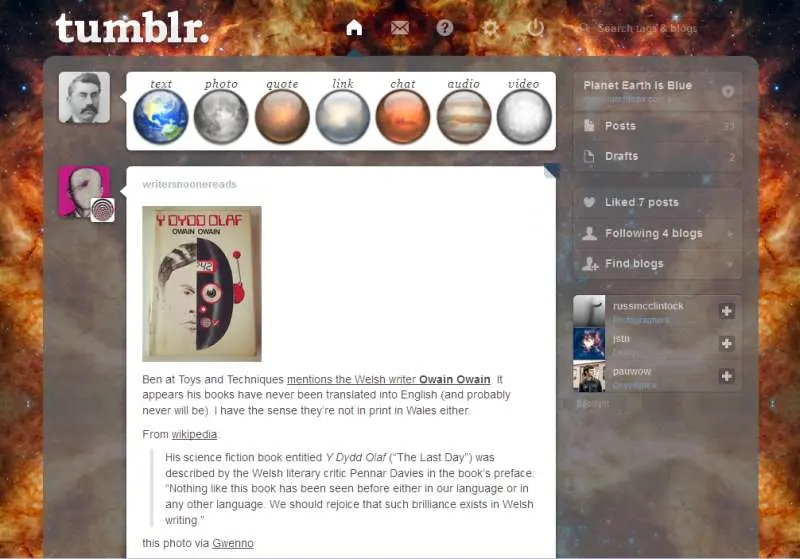 tumblr.
Search tags & blogs
text photo quote link chat audio video
Planet Earth is Blue
Posts 33
Drafts 2
Liked 7 posts
Following 4 blogs
Find blogs
russmcclintock
Photographers
jstn
Design
pauwow
Developers
Spotlight
writersnoonereads
Y DYDD OLAF
OWAIN OWAIN
942
Ben at Toys and Techniques mentions the Welsh writer Owain Owain. It
appears his books have never been translated into English (and probably
never will be). I have the sense they're not in print in Wales either.
From wikipedia:
His science fiction book entitled Y Dydd Olaf (“The Last Day”) was
described by the Welsh literary critic Pennar Davies in the book's preface:
“Nothing like this book has been seen before either in our language or in
any other language. We should rejoice that such brilliance exists in Welsh
writing.”
this photo via Gwenno